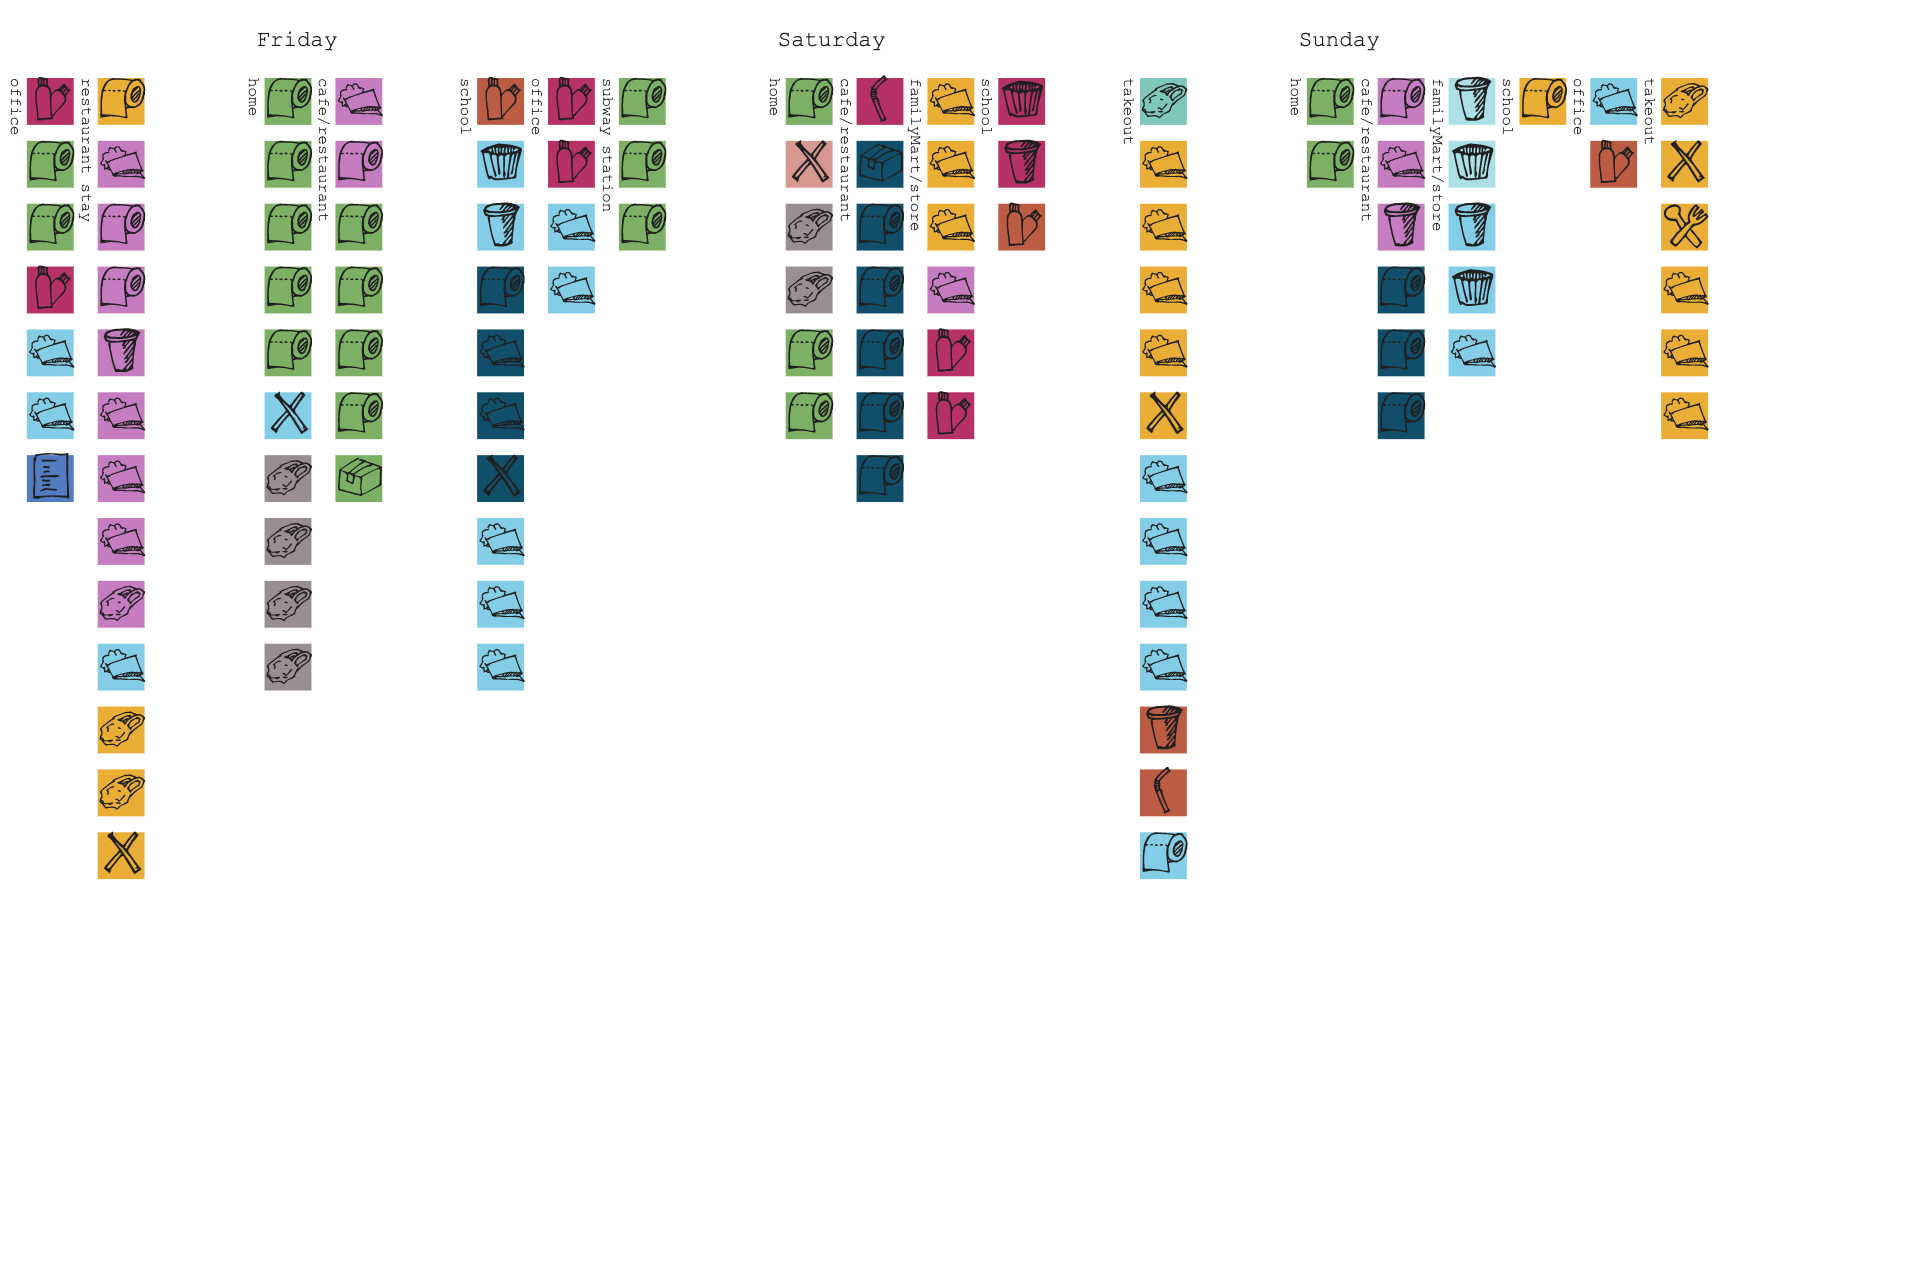 Friday
Saturday
Sunday
office
restaurant stay
home
cafe/restaurant
school
office
subway station
home
cafe/restaurant
familyMart/store
school
takeout
home
cafe/restaurant
familyMart/store
school
office
takeout